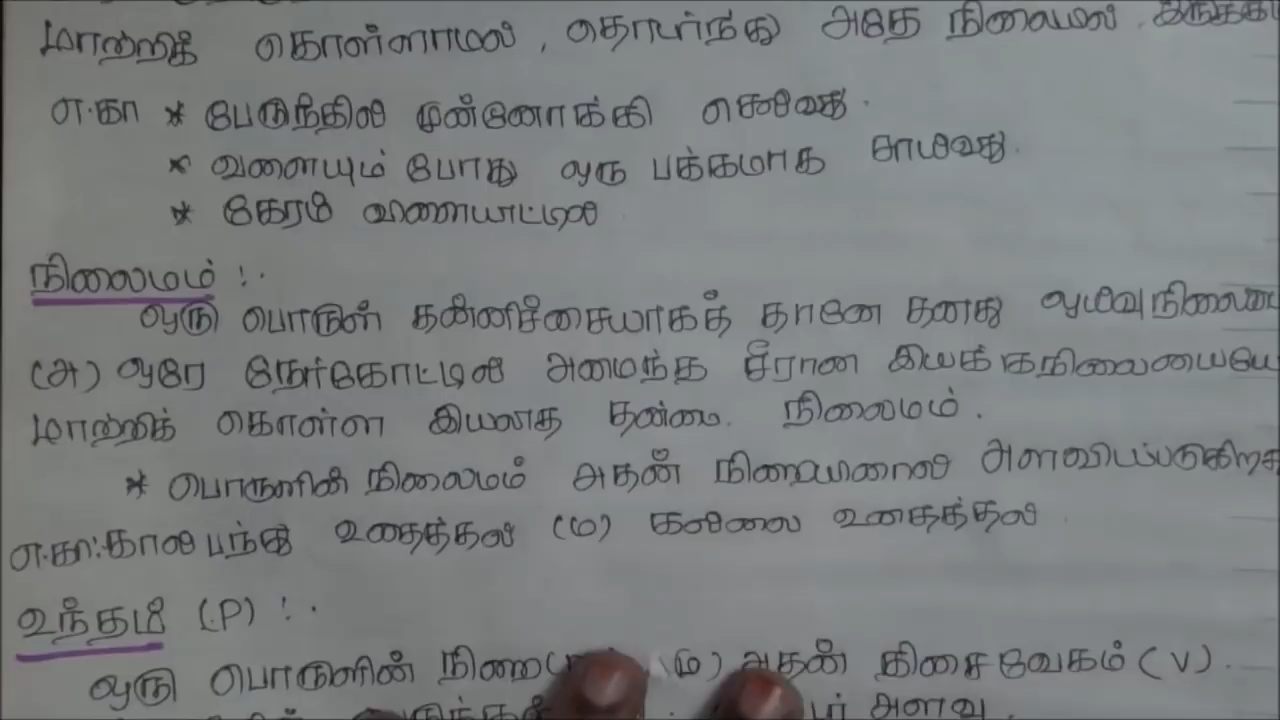 மாற்றிக் கொள்ளாமல், தொடர்ந்து அதே நிலையில்
எ.கா * பேருந்தில் முன்னோக்கி செல்வது.
* வளையும் போது ஒரு பக்கமாக சாய்வது.
* கேரம் விளையாட்டில்
நிலைமம் :.
ஒரு பொருள் தன்னிச்சையாகத் தானே தனது ஓய்வுநிலை
(அ) ஒரே நேர்கோட்டில் அமைந்த சீரான இயக்கநிலையையே
மாற்றிக் கொள்ள இயலாத தன்மை. நிலைமம்.
* பொருளின் நிலைமம் அதன் நிறையினால் அளவிடப்படுகிற
எ.கா:.கால் பந்து உதைத்தல் (ம) கல்லை உதைத்தல்
உந்தம் (P) :.
ஒரு பொருளின் நிறை (ம) அதன் திசைவேகம் (V).
அளவு.